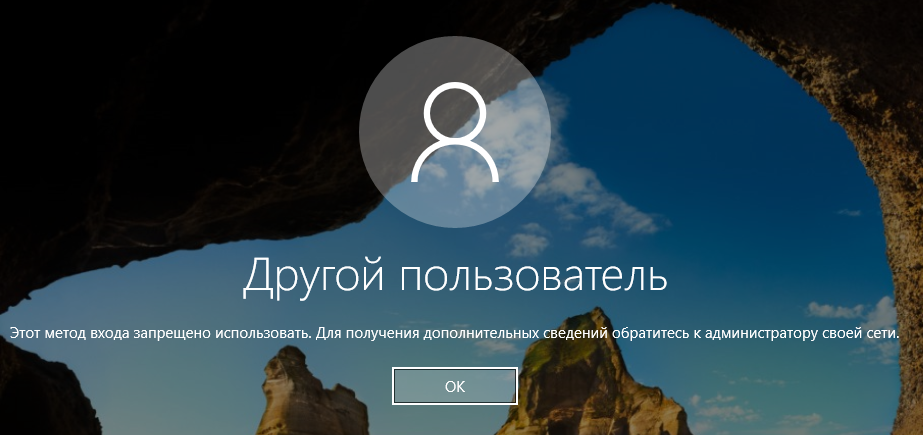 Другой пользователь
Этот метод входа запрещено использовать. Для получения дополнительных сведений обратитесь к администратору своей сети.
OK